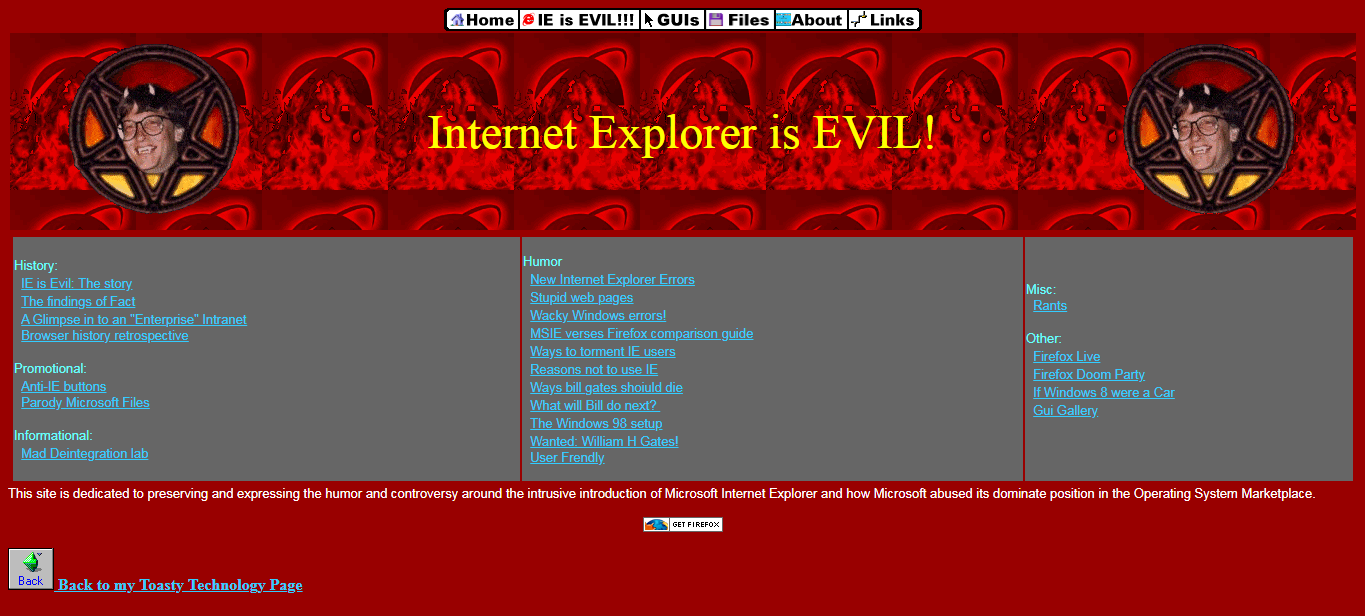 Home IE is EVIL!!! GUIs Files About Links
Internet Explorer is EVIL!
History:
IE is Evil: The story
The findings of Fact
A Glimpse in to an "Enterprise" Intranet
Browser history retrospective
Promotional:
Anti-IE buttons
Parody Microsoft Files
Informational:
Mad Deintegration lab
Humor
New Internet Explorer Errors
Stupid web pages
Wacky Windows errors!
MSIE verses Firefox comparison guide
Ways to torment IE users
Reasons not to use IE
Ways bill gates shoiuld die
What will Bill do next?
The Windows 98 setup
Wanted: William H Gates!
User Frendly
Misc:
Rants
Other:
Firefox Live
Firefox Doom Party
If Windows 8 were a Car
Gui Gallery
This site is dedicated to preserving and expressing the humor and controversy around the intrusive introduction of Microsoft Internet Explorer and how Microsoft abused its dominate position in the Operating System Marketplace.
GET FIREFOX
Back
Back to my Toasty Technology Page